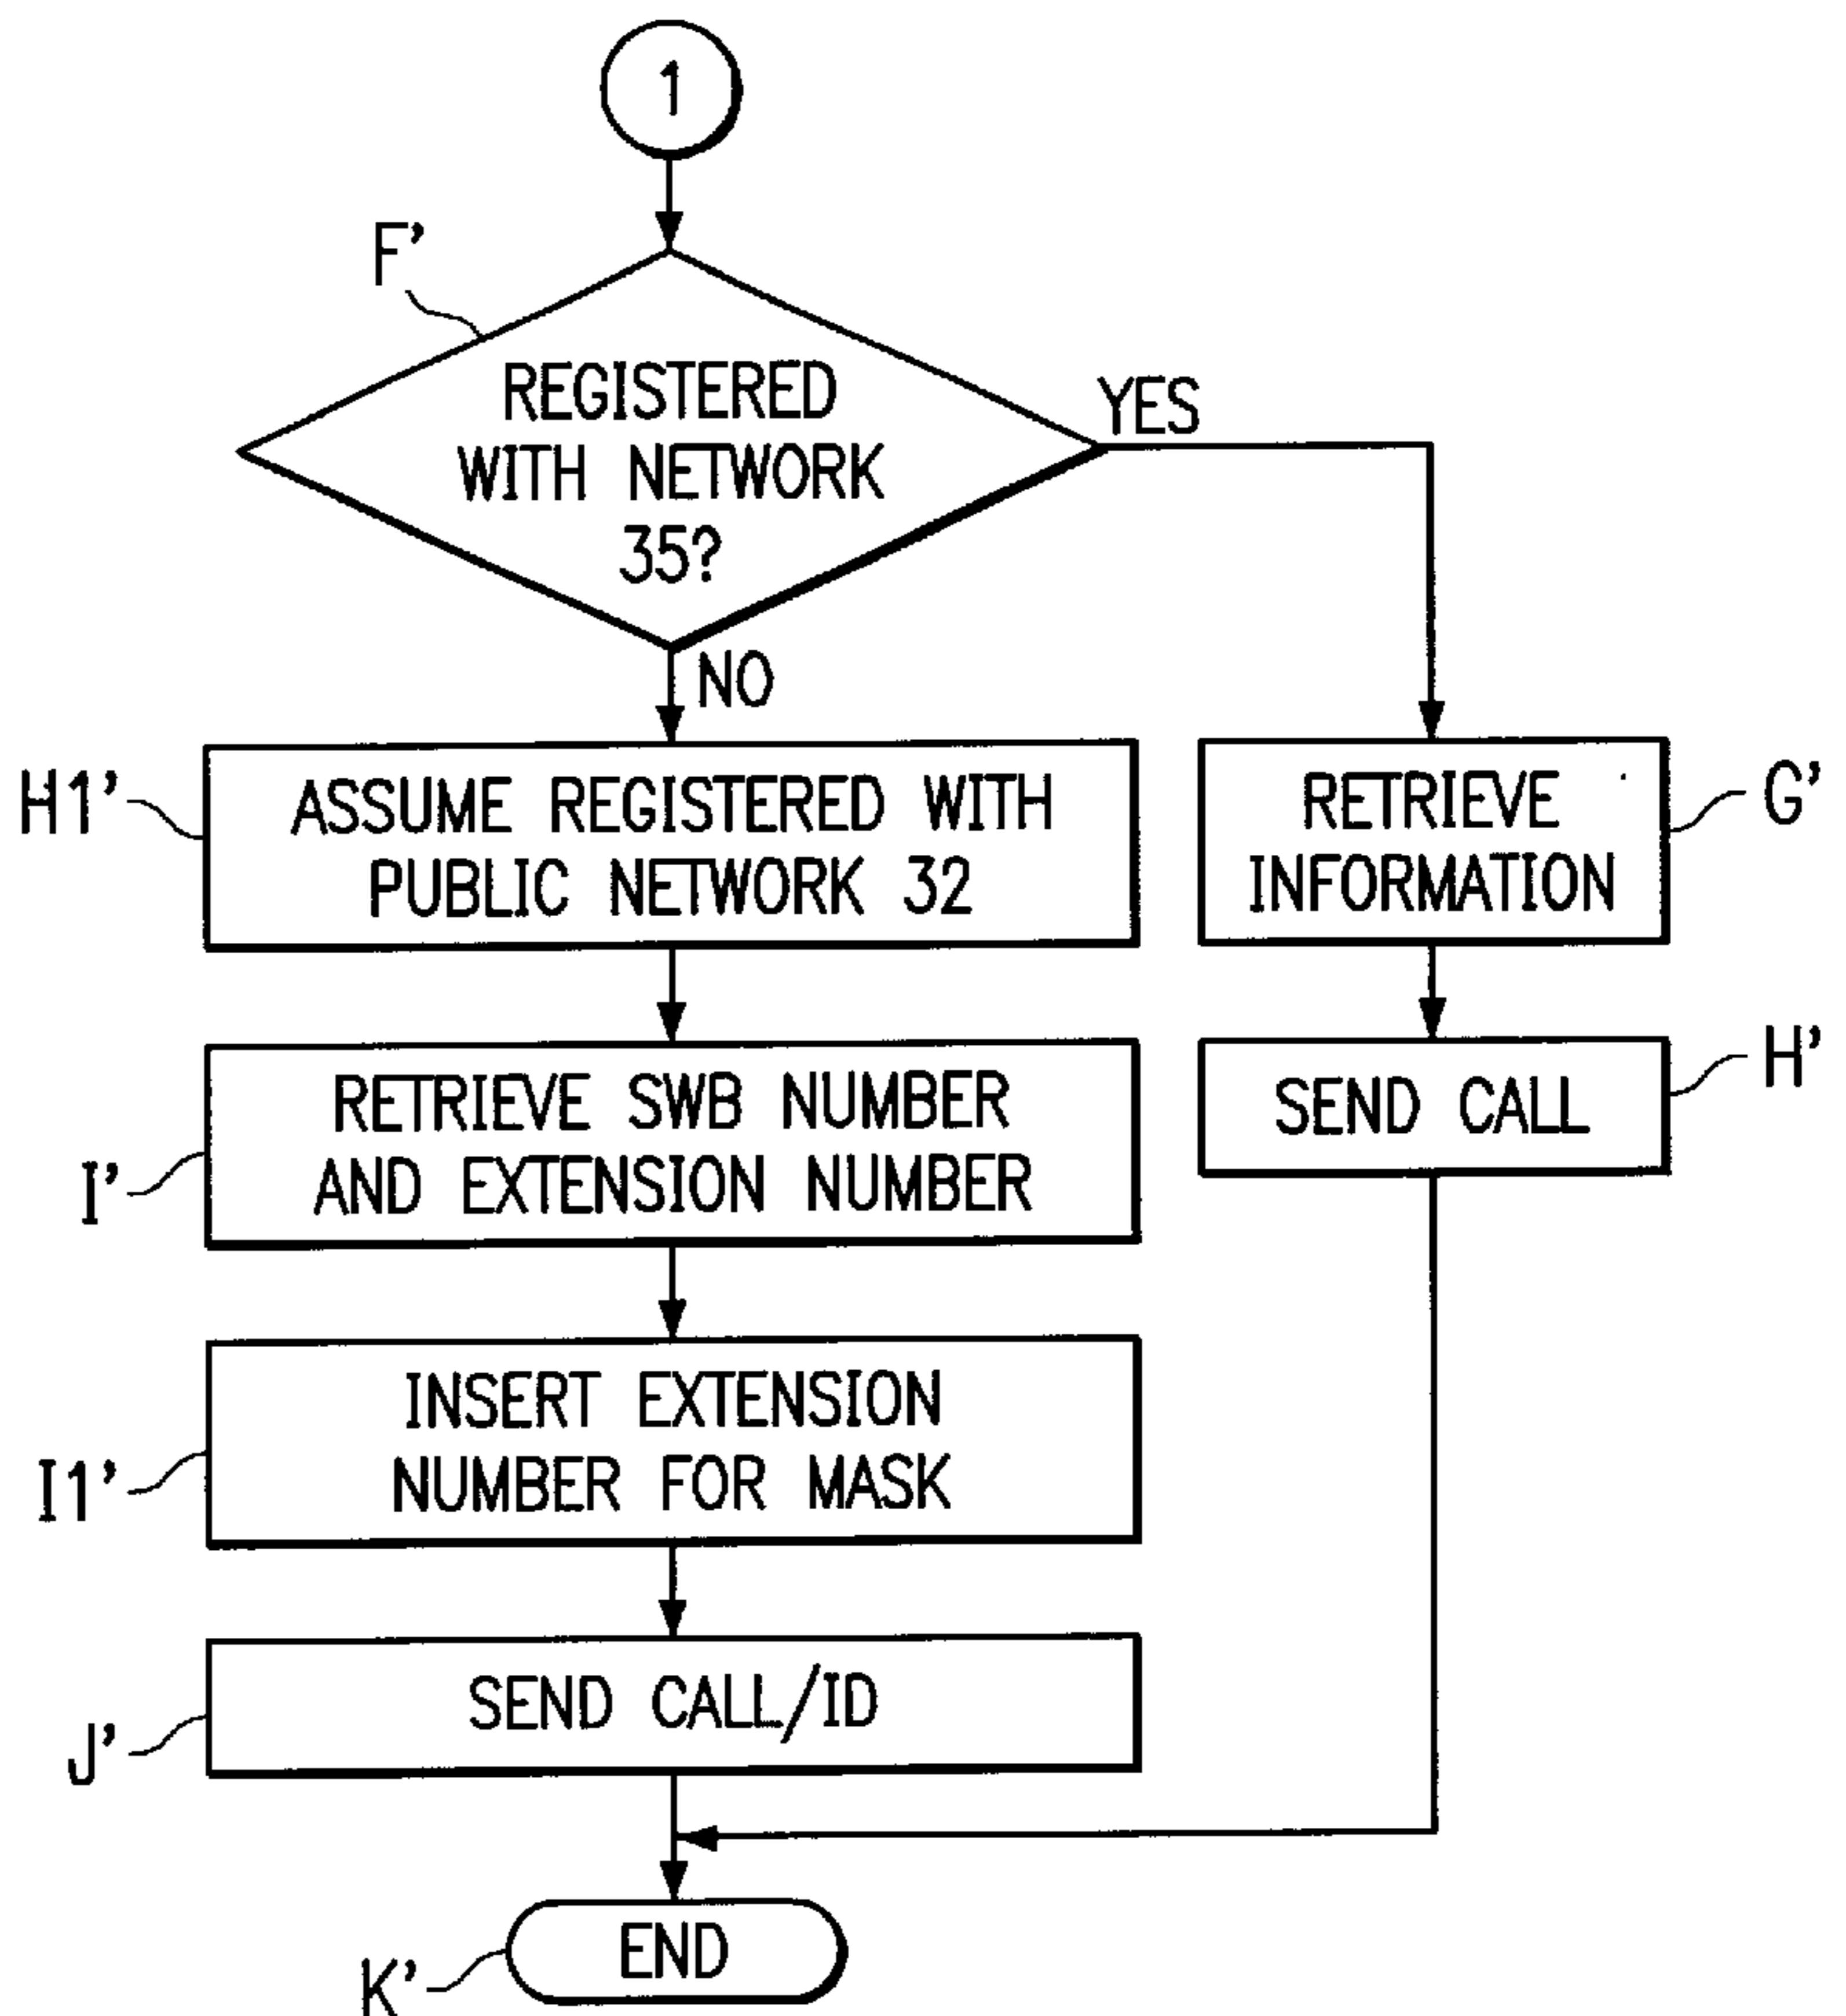 1
F'
REGISTERED
WITH NETWORK
35?
YES
NO
H1'
ASSUME REGISTERED WITH
PUBLIC NETWORK 32
RETRIEVE
INFORMATION
G'
I'
RETRIEVE SWB NUMBER
AND EXTENSION NUMBER
SEND CALL
H'
I1'
INSERT EXTENSION
NUMBER FOR MASK
J'
SEND CALL/ID
K'
END